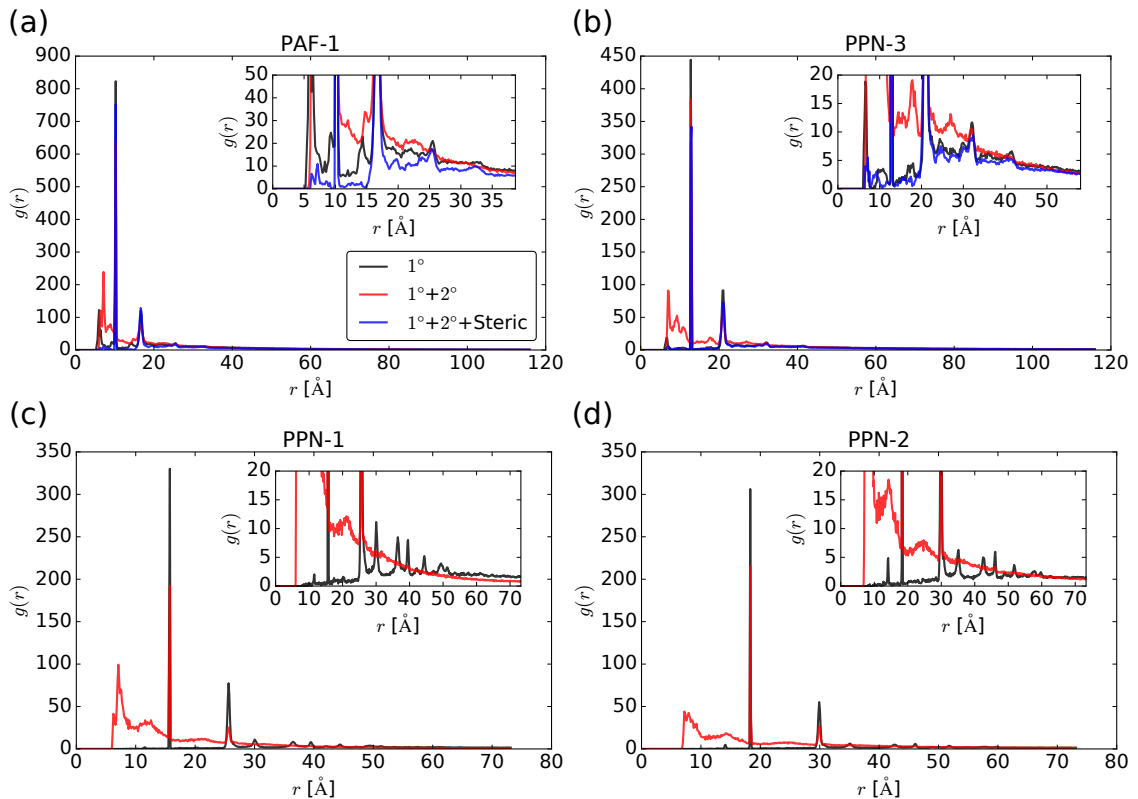 (a)
PAF-1
900
800
700
600
500
400
300
200
100
0
g(r)
0 20 40 60 80 100 120
r [Å]
50
40
30
20
10
0
g(r)
0 5 10 15 20 25 30 35
r [Å]
1°
1°+2°
1°+2°+Steric
(b)
PPN-3
450
400
350
300
250
200
150
100
50
0
g(r)
0 20 40 60 80 100 120
r [Å]
20
15
10
5
0
g(r)
0 10 20 30 40 50
r [Å]
(c)
PPN-1
350
300
250
200
150
100
50
0
g(r)
0 10 20 30 40 50 60 70 80
r [Å]
20
15
10
5
0
g(r)
0 10 20 30 40 50 60 70
r [Å]
(d)
PPN-2
350
300
250
200
150
100
50
0
g(r)
0 10 20 30 40 50 60 70 80
r [Å]
20
15
10
5
0
g(r)
0 10 20 30 40 50 60 70
r [Å]